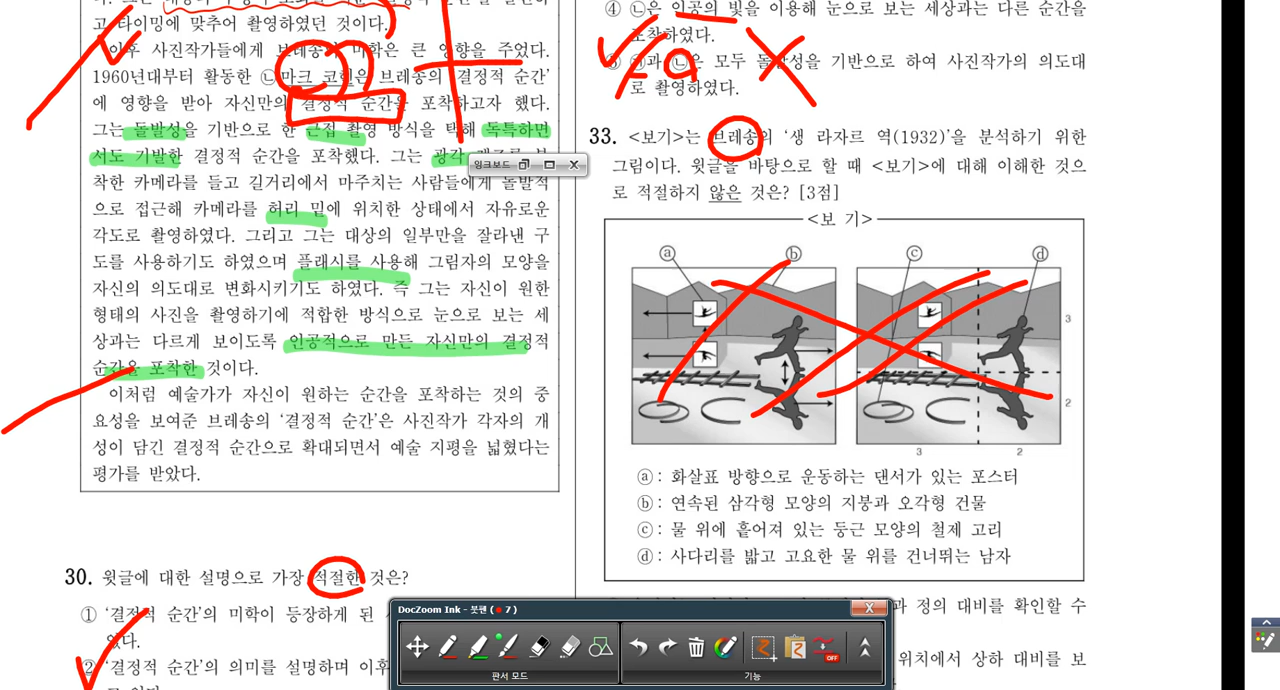 고 타이밍에 맞추어 촬영하였던 것이다.
이후 사진작가들에게 브레송의 미학은 큰 영향을 주었다.
1960년대부터 활동한 ㉡마크 코헨은 브레송의 '결정적 순간'
에 영향을 받아 자신만의 결정적 순간을 포착하고자 했다.
그는 돌발성을 기반으로 한 근접 촬영 방식을 택해 독특하면
서도 기발한 결정적 순간을 포착했다. 그는 광각
착한 카메라를 들고 길거리에서 마주치는 사람들에게 돌발적
으로 접근해 카메라를 허리 밑에 위치한 상태에서 자유로운
각도로 촬영하였다. 그리고 그는 대상의 일부만을 잘라낸 구
도를 사용하기도 하였으며 플래시를 사용해 그림자의 모양을
자신의 의도대로 변화시키기도 하였다. 즉 그는 자신이 원한
형태의 사진을 촬영하기에 적합한 방식으로 눈으로 보는 세
상과는 다르게 보이도록 인공적으로 만든 자신만의 결정적
순간을 포착한 것이다.
이처럼 예술가가 자신이 원하는 순간을 포착하는 것의 중
요성을 보여준 브레송의 '결정적 순간'은 사진작가 각자의 개
성이 담긴 결정적 순간으로 확대되면서 예술 지평을 넓혔다는
평가를 받았다.
30. 윗글에 대한 설명으로 가장 적절한 것은?
① '결정적 순간'의 미학이 등장하게 된
있다.
② '결정적 순간'의 의미를 설명하며 이후
④ ㉡은 인공의 빛을 이용해 눈으로 보는 세상과는 다른 순간을
포착하였다.
⑤ ㉠과 ㉡은 모두 돌발성을 기반으로 하여 사진작가의 의도대
로 촬영하였다.
33. <보기>는 브레송의 '생 라자르 역(1932)'을 분석하기 위한
그림이다. 윗글을 바탕으로 할 때 <보기>에 대해 이해한 것으
로 적절하지 않은 것은? [3점]
<보 기>
ⓐ ⓑ ⓒ ⓓ
3
2
3 2
ⓐ: 화살표 방향으로 운동하는 댄서가 있는 포스터
ⓑ: 연속된 삼각형 모양의 지붕과 오각형 건물
ⓒ: 물 위에 흩어져 있는 둥근 모양의 철제 고리
ⓓ: 사다리를 밟고 고요한 물 위를 건너뛰는 남자
과 정의 대비를 확인할 수
위치에서 상하 대비를 보
잉크보드
DocZoom Ink - 붓펜 ( 7 )
OFF
판서 모드
기능